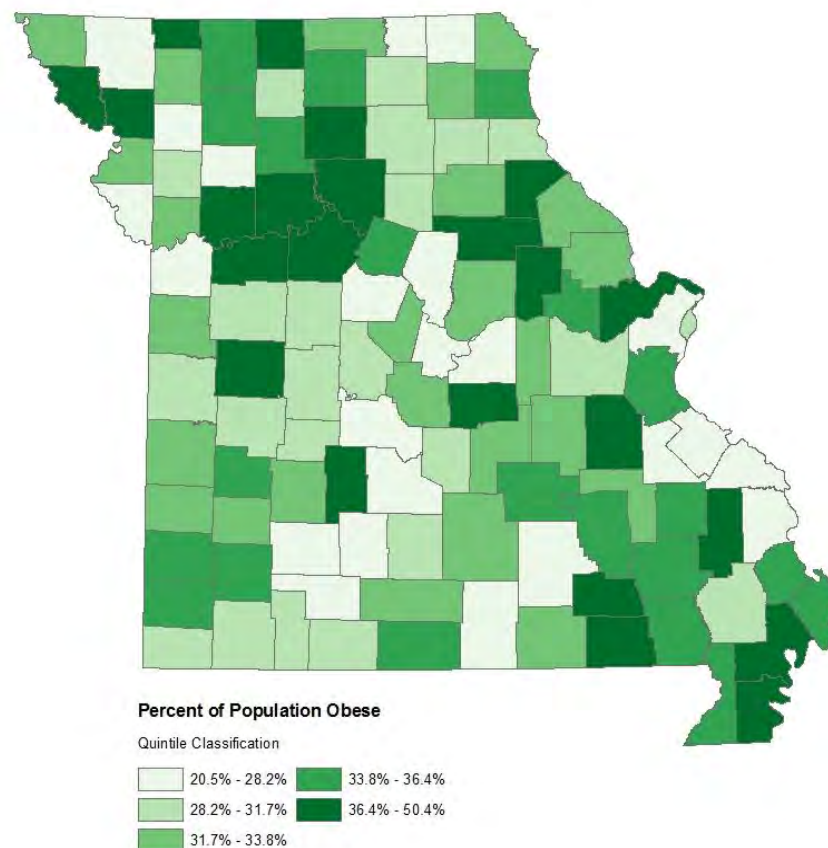 Percent of Population Obese
Quintile Classification
20.5% - 28.2%
28.2% - 31.7%
31.7% - 33.8%
33.8% - 36.4%
36.4% - 50.4%